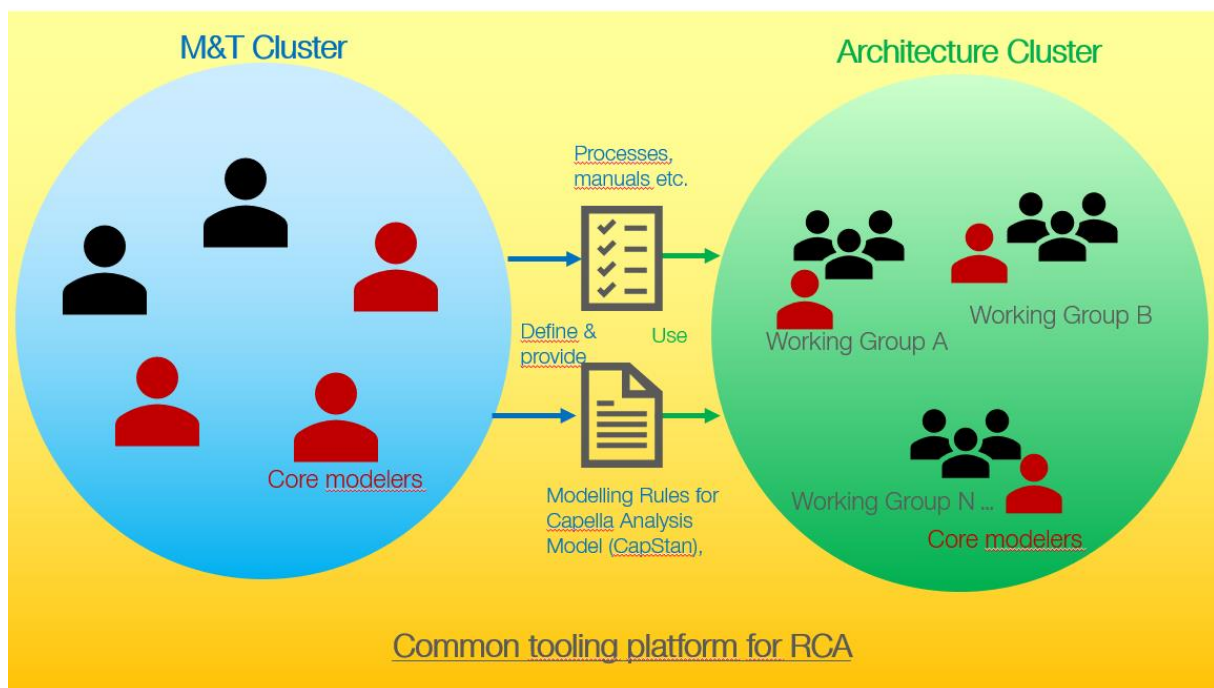 M&T Cluster
Architecture Cluster
Processes,
manuals etc.
Define &
provide
Use
Working Group A
Working Group B
Core modelers
Modelling Rules for
Capella Analysis
Model (CapStan),
Working Group N ...
Core modelers
Common tooling platform for RCA